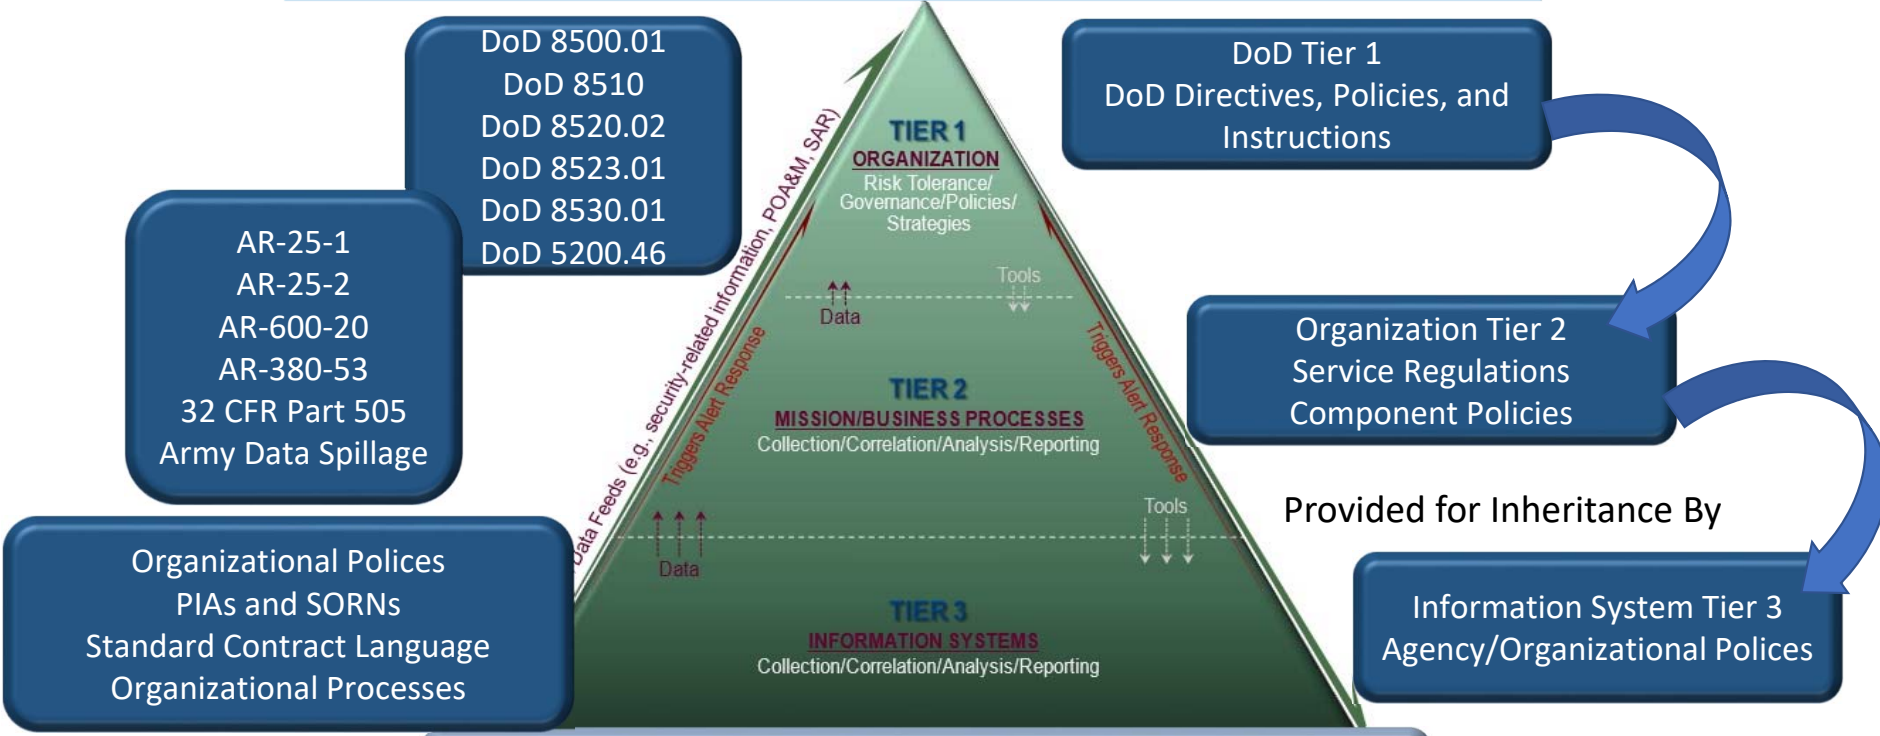 DoD 8500.01
DoD 8510
DoD 8520.02
DoD 8523.01
DoD 8530.01
DoD 5200.46
AR-25-1
AR-25-2
AR-600-20
AR-380-53
32 CFR Part 505
Army Data Spillage
Organizational Polices
PIAs and SORNs
Standard Contract Language
Organizational Processes
Data Feeds (e.g., security-related information, POA&M, SAR)
Triggers Alert Response
TIER 1
ORGANIZATION
Risk Tolerance/
Governance/Policies/
Strategies
Data
Tools
TIER 2
MISSION/BUSINESS PROCESSES
Collection/Correlation/Analysis/Reporting
Data
Tools
TIER 3
INFORMATION SYSTEMS
Collection/Correlation/Analysis/Reporting
Triggers Alert Response
DoD Tier 1
DoD Directives, Policies, and
Instructions
Organization Tier 2
Service Regulations
Component Policies
Provided for Inheritance By
Information System Tier 3
Agency/Organizational Polices